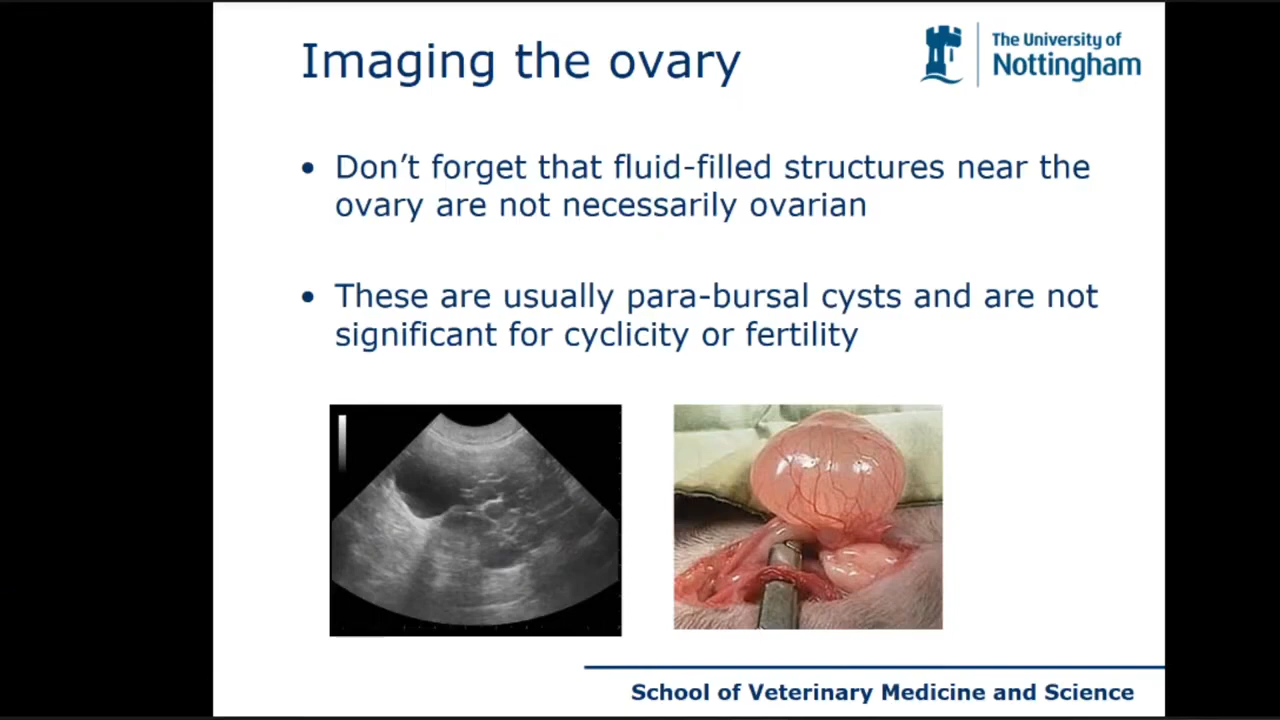 Imaging the ovary
The University of
Nottingham
• Don’t forget that fluid-filled structures near the
ovary are not necessarily ovarian
• These are usually para-bursal cysts and are not
significant for cyclicity or fertility
School of Veterinary Medicine and Science